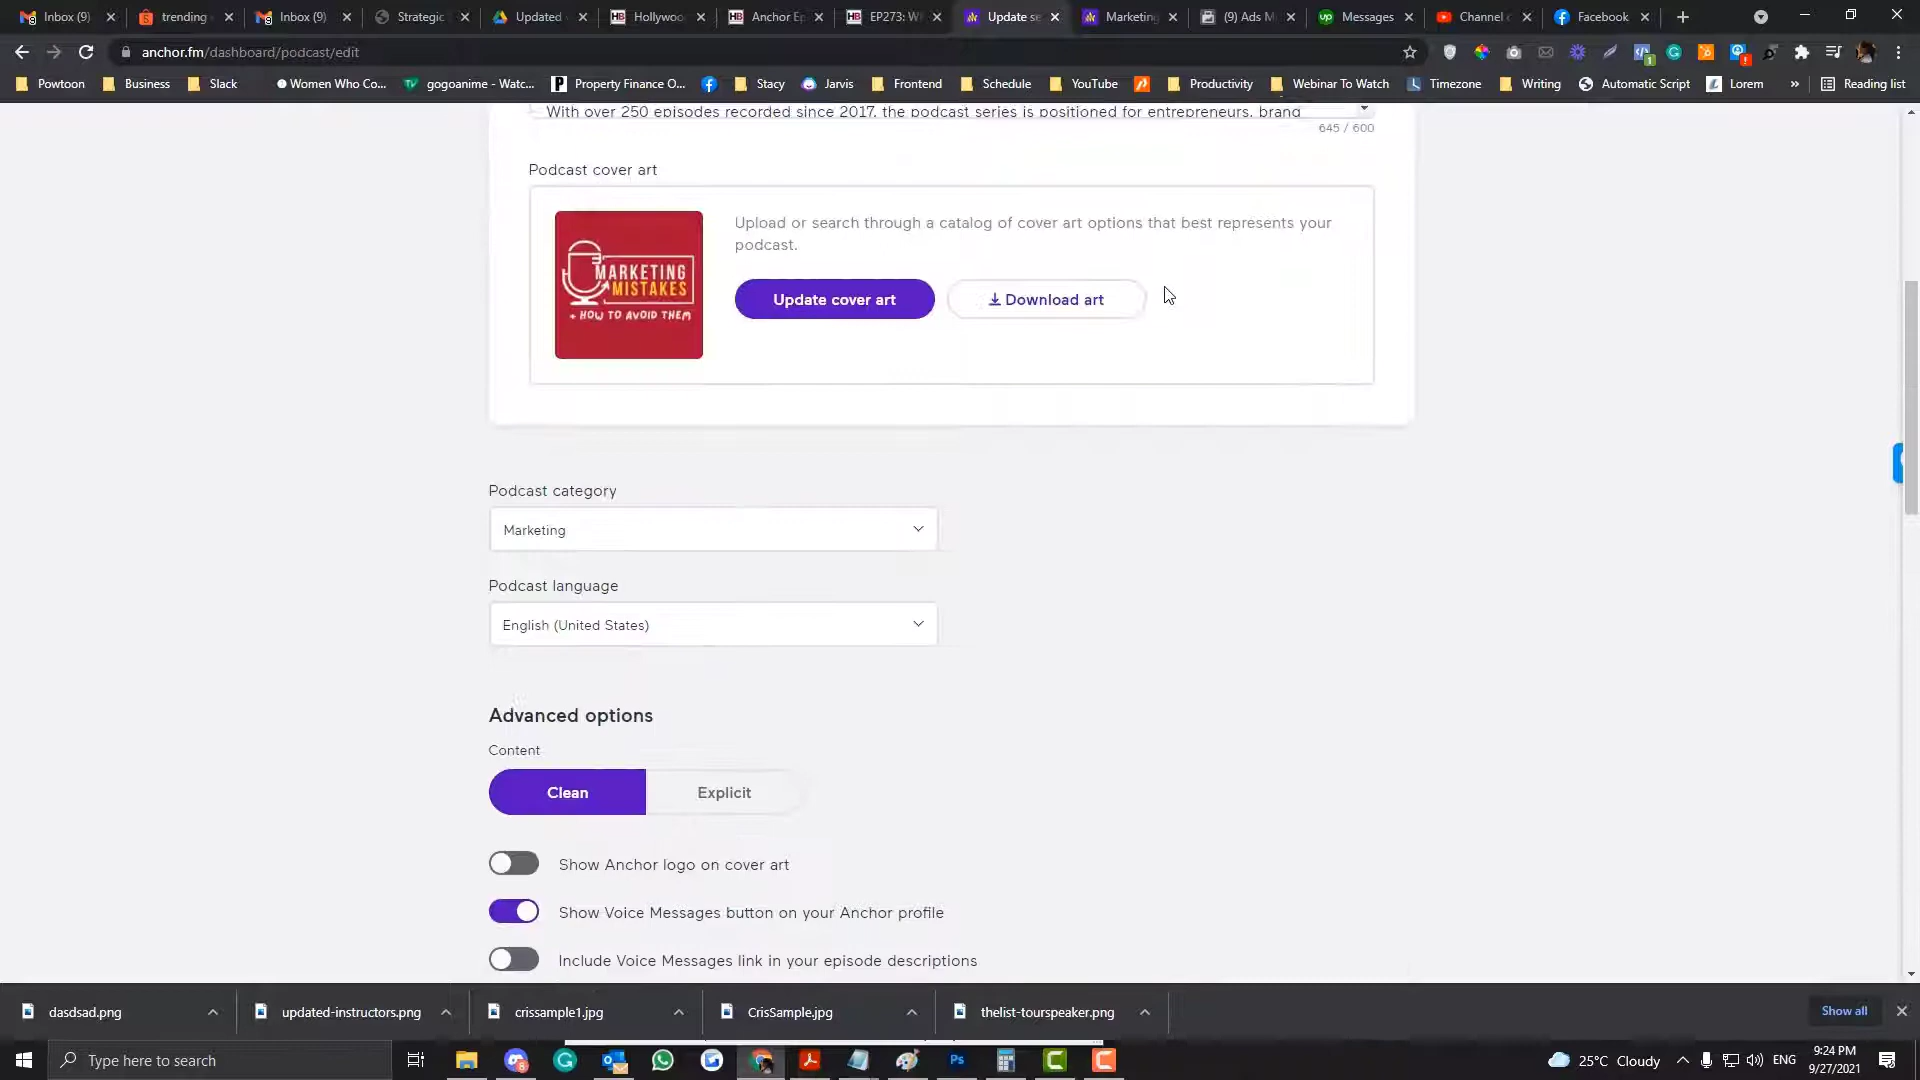 Inbox (9)
trending
Inbox (9)
Strategic
Updated
Hollywoo
Anchor Ep
EP273: W
Update se
Marketing
(9) Ads M
Messages
Channel
Facebook
anchor.fm/dashboard/podcast/edit
Powtoon
Business
Slack
Women Who Co...
gogoanime - Watc...
Property Finance O...
Stacy
Jarvis
Frontend
Schedule
YouTube
Productivity
Webinar To Watch
Timezone
Writing
Automatic Script
Lorem
»
Reading list
With over 250 episodes recorded since 2017, the podcast series is positioned for entrepreneurs, brand
645 / 600
Podcast cover art
MARKETING
MISTAKES
+ HOW TO AVOID THEM
Upload or search through a catalog of cover art options that best represents your
podcast.
Update cover art
Download art
Podcast category
Marketing
Podcast language
English (United States)
Advanced options
Content
Clean
Explicit
Show Anchor logo on cover art
Show Voice Messages button on your Anchor profile
Include Voice Messages link in your episode descriptions
dasdsad.png
updated-instructors.png
crissample1.jpg
CrisSample.jpg
thelist-tourspeaker.png
Show all
Type here to search
Ps
25°C Cloudy
ENG
9:24 PM
9/27/2021